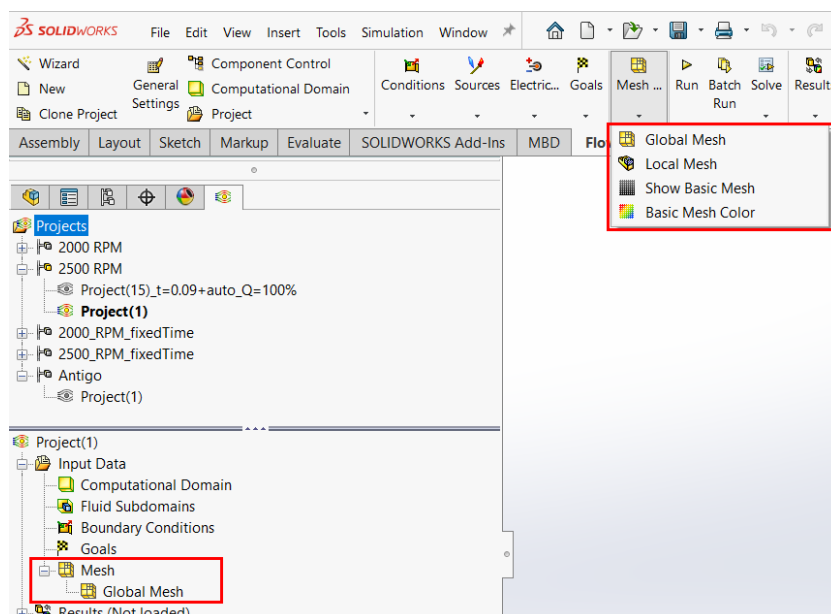 SOLIDWORKS File Edit View Insert Tools Simulation Window
Wizard
New
Clone Project
General Settings
Component Control
Computational Domain
Project
Conditions
Sources
Electric...
Goals
Mesh ...
Run
Batch Run
Solve
Result
Assembly Layout Sketch Markup Evaluate SOLIDWORKS Add-Ins MBD Flo
Global Mesh
Local Mesh
Show Basic Mesh
Basic Mesh Color
Projects
2000 RPM
2500 RPM
Project(15)_t=0.09+auto_Q=100%
Project(1)
2000_RPM_fixedTime
2500_RPM_fixedTime
Antigo
Project(1)
Project(1)
Input Data
Computational Domain
Fluid Subdomains
Boundary Conditions
Goals
Mesh
Global Mesh
Results (Not loaded)